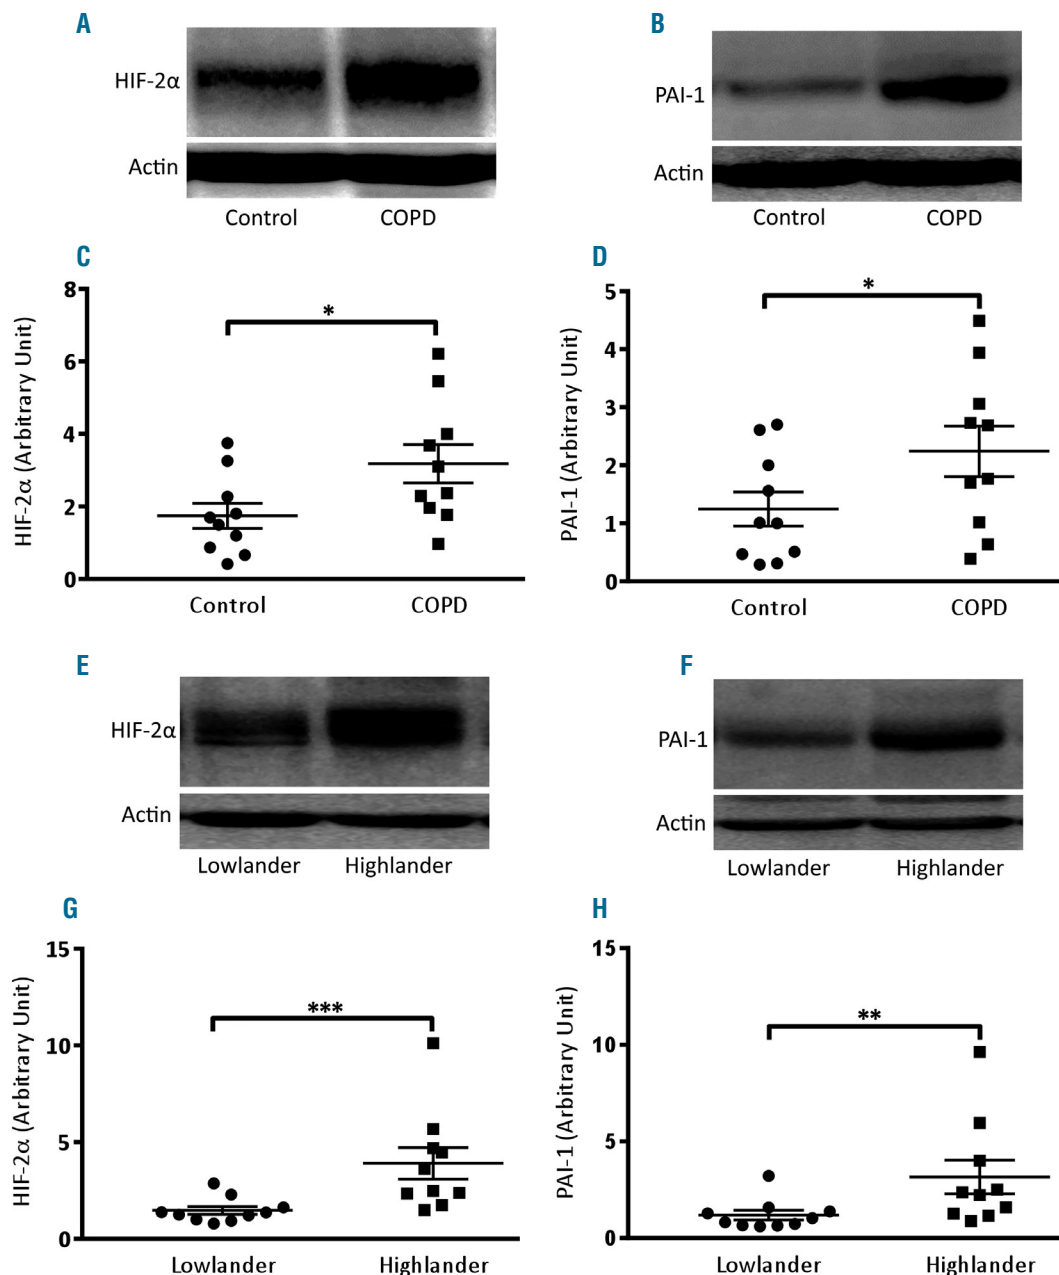 A
HIF-2α
Actin
Control COPD
B
PAI-1
Actin
Control COPD
C
HIF-2α (Arbitrary Unit)
8
6
4
2
0
*
Control COPD
D
PAI-1 (Arbitrary Unit)
5
4
3
2
1
0
*
Control COPD
E
HIF-2α
Actin
Lowlander Highlander
F
PAI-1
Actin
Lowlander Highlander
G
HIF-2α (Arbitrary Unit)
15
10
5
0
***
Lowlander Highlander
H
PAI-1 (Arbitrary Unit)
15
10
5
0
**
Lowlander Highlander